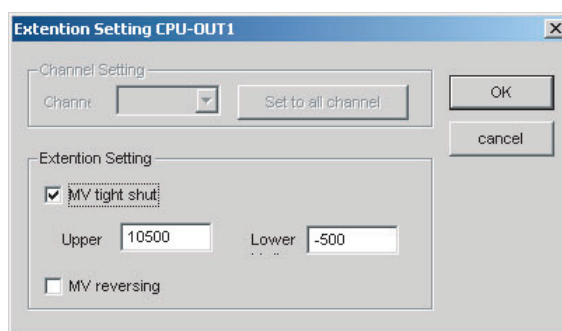 Extention Setting CPU-OUT1
Channel Setting
Channe
Set to all channel
OK
cancel
Extention Setting
MV tight shut
Upper 10500 Lower -500
MV reversing